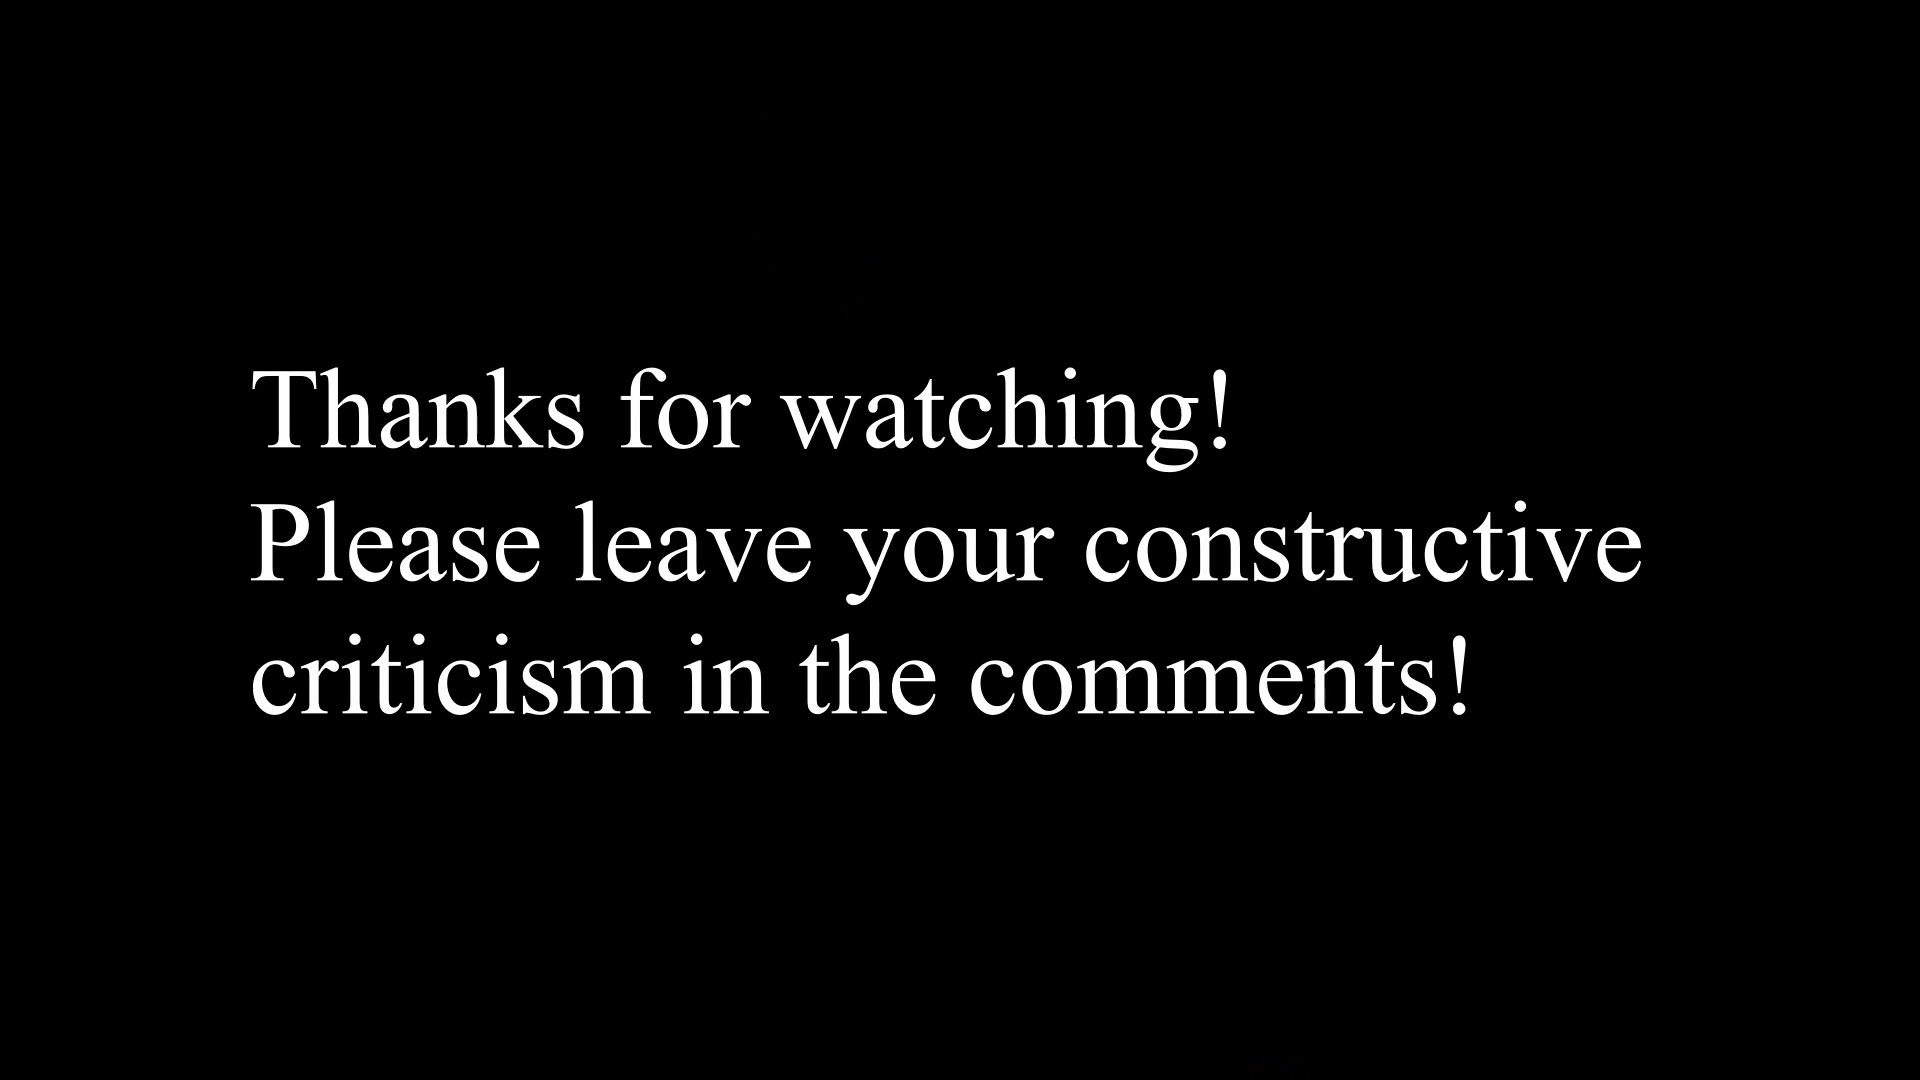 Thanks for watching!
Please leave your constructive
criticism in the comments!